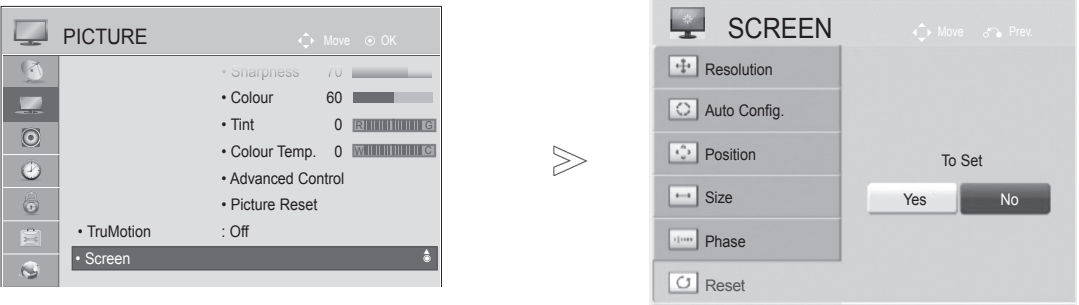 PICTURE
Move OK
• Sharpness 70
• Colour 60
• Tint 0 R G
• Colour Temp. 0 W C
• Advanced Control
• Picture Reset
• TruMotion : Off
• Screen
SCREEN
Move Prev.
Resolution
Auto Config.
Position
Size
Phase
Reset
To Set
Yes No